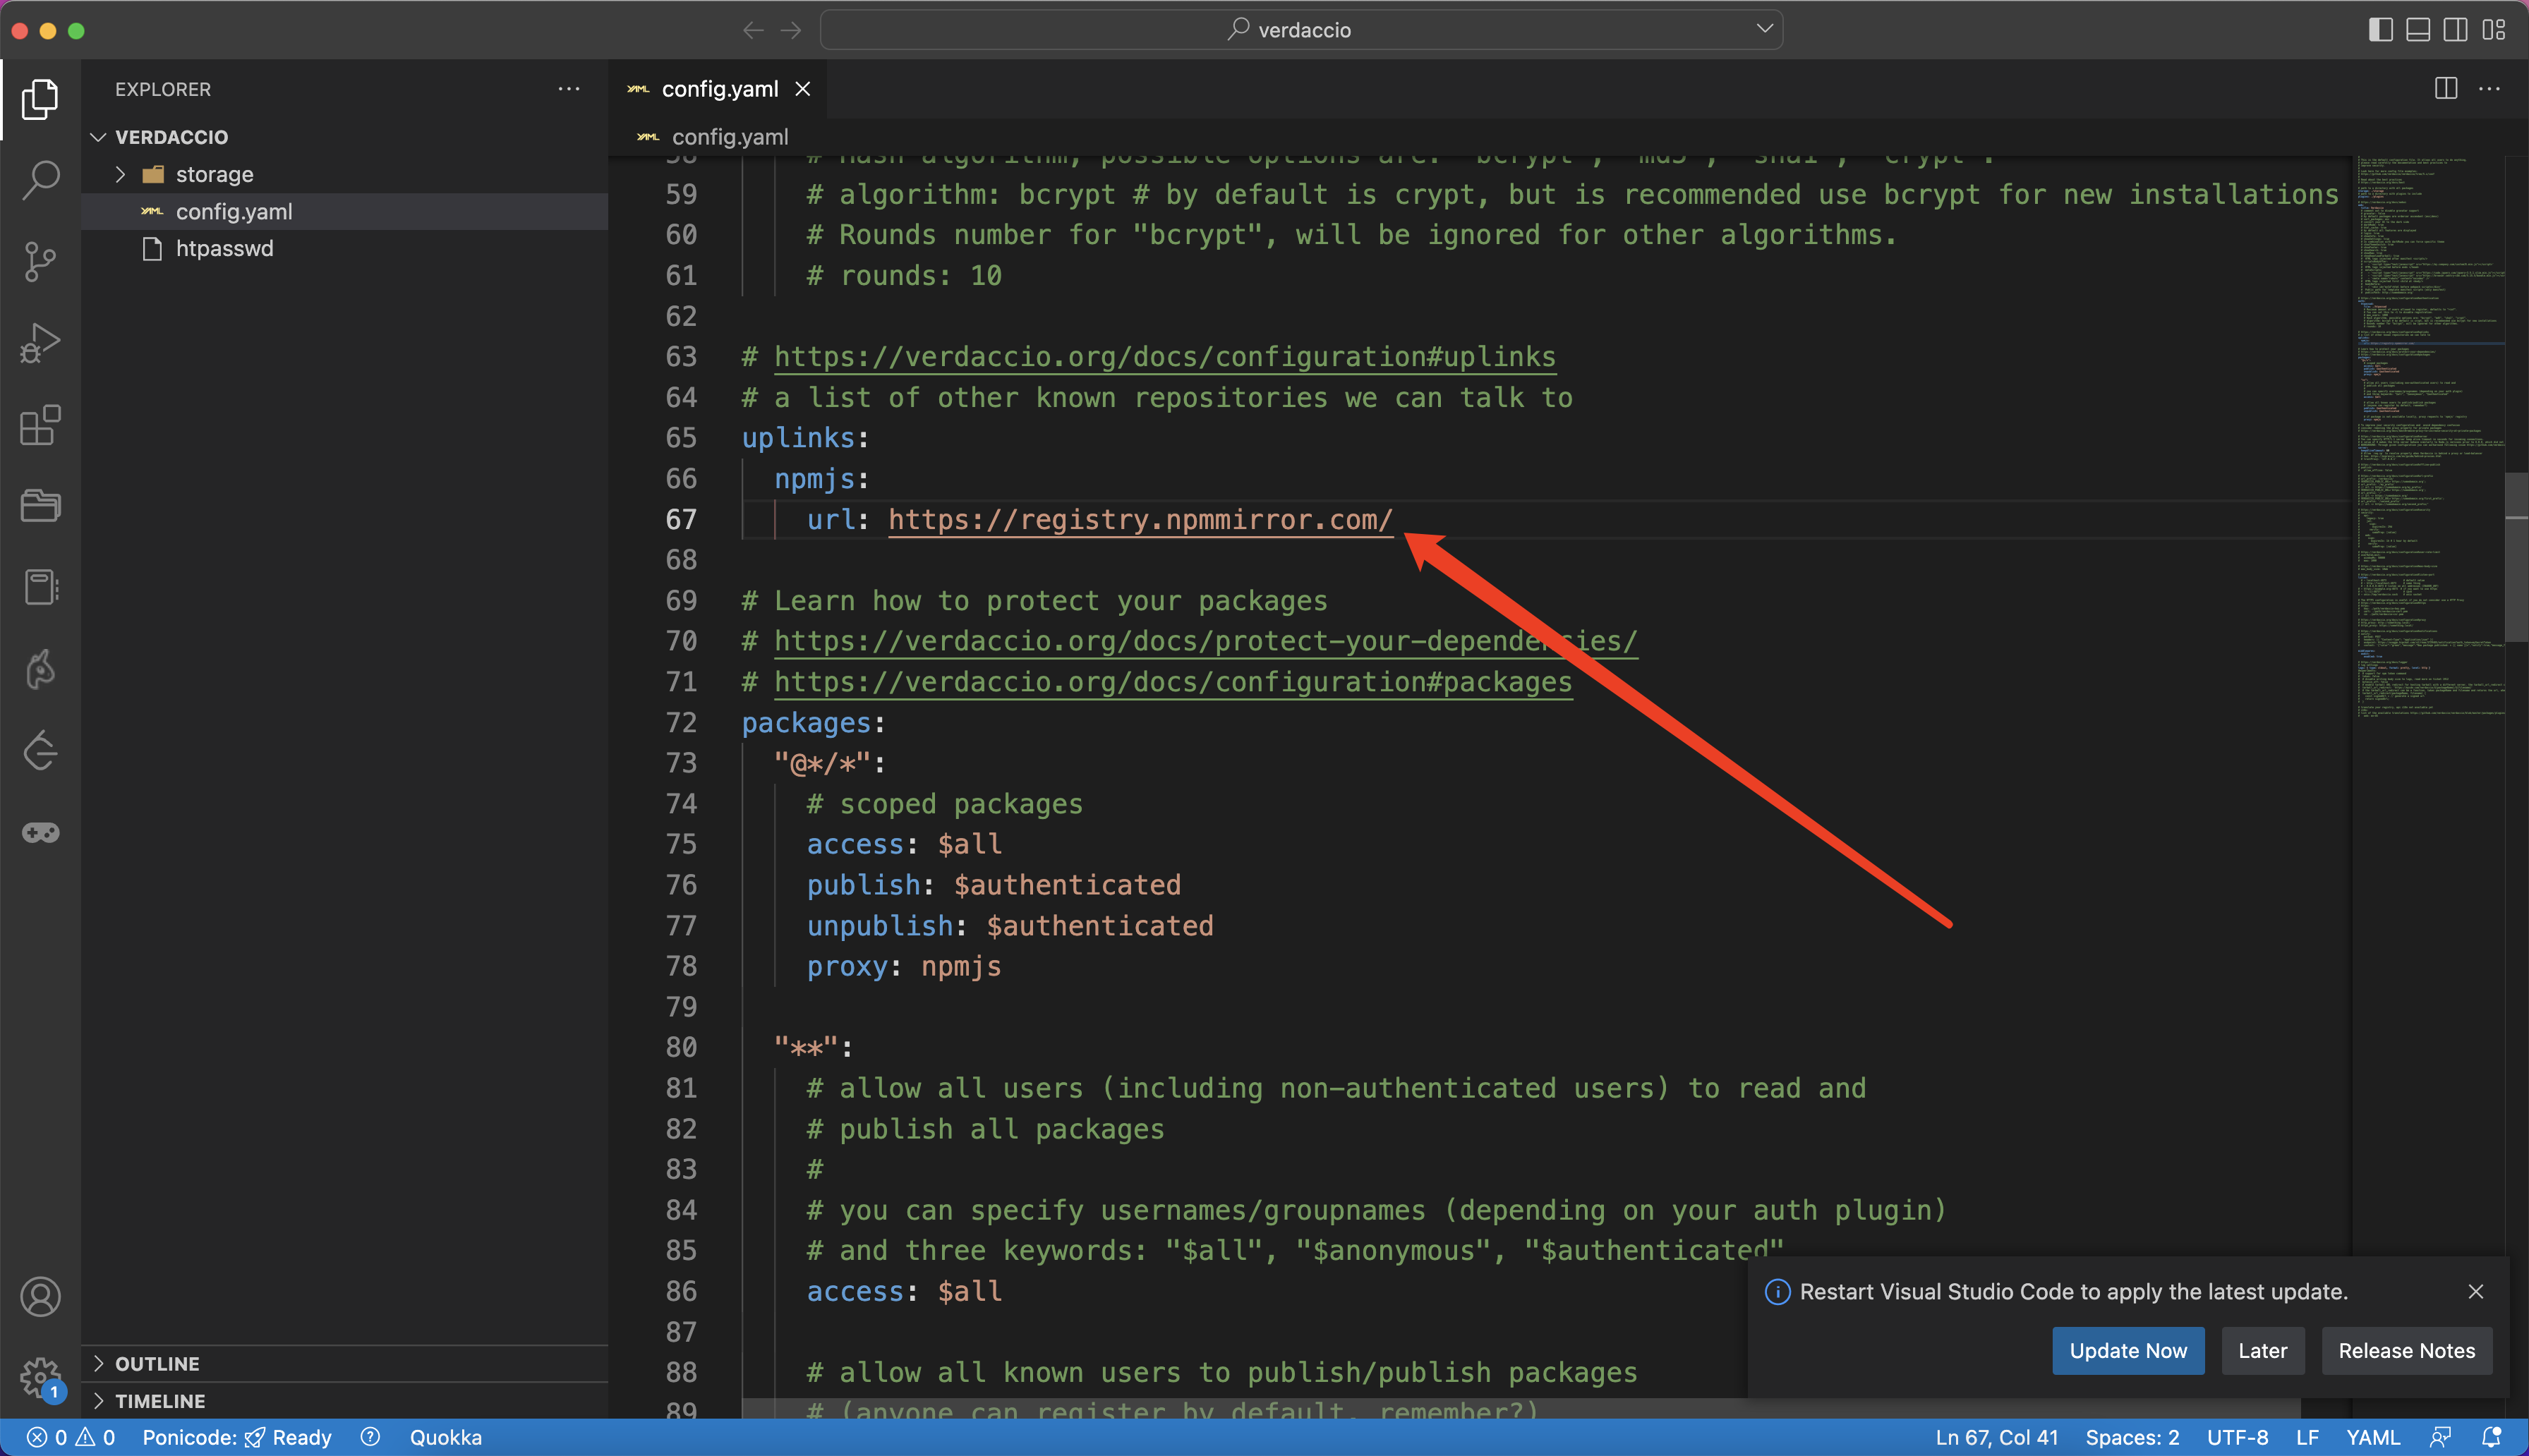 verdaccio
EXPLORER
VERDACCIO
storage
config.yaml
htpasswd
OUTLINE
TIMELINE
config.yaml
config.yaml
58 # Hash algorithm, possible options are: "bcrypt", "md5", "sha1", "crypt".
59 # algorithm: bcrypt # by default is crypt, but is recommended use bcrypt for new installations
60 # Rounds number for "bcrypt", will be ignored for other algorithms.
61 # rounds: 10
62
63 # https://verdaccio.org/docs/configuration#uplinks
64 # a list of other known repositories we can talk to
65 uplinks:
66 npmjs:
67 url: https://registry.npmmirror.com/
68
69 # Learn how to protect your packages
70 # https://verdaccio.org/docs/protect-your-dependencies/
71 # https://verdaccio.org/docs/configuration#packages
72 packages:
73 "@*/*":
74 # scoped packages
75 access: $all
76 publish: $authenticated
77 unpublish: $authenticated
78 proxy: npmjs
79
80 "**":
81 # allow all users (including non-authenticated users) to read and
82 # publish all packages
83 #
84 # you can specify usernames/groupnames (depending on your auth plugin)
85 # and three keywords: "$all", "$anonymous", "$authenticated"
86 access: $all
87
88 # allow all known users to publish/publish packages
89 # (anyone can register by default, remember?)
Restart Visual Studio Code to apply the latest update.
Update Now Later Release Notes
1
0 0 Ponicode: Ready Quokka Ln 67, Col 41 Spaces: 2 UTF-8 LF YAML